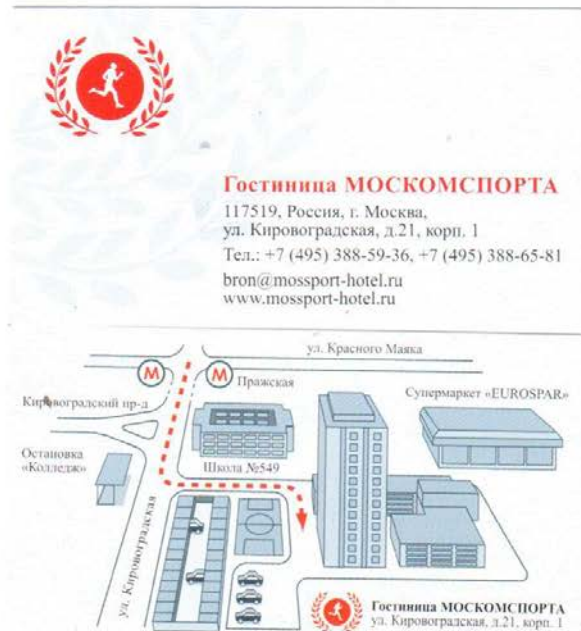 Гостиница МОСКОМСПОРТА
117519, Россия, г. Москва,
ул. Кировоградская, д.21, корп. 1
Тел.: +7 (495) 388-59-36, +7 (495) 388-65-81
bron@mossport-hotel.ru
www.mossport-hotel.ru
ул. Красного Маяка
М
М
Пражская
Кировоградский пр-д
Супермаркет «EUROSPAR»
Остановка
«Колледж»
Школа №549
ул. Кировоградская
Гостиница МОСКОМСПОРТА
ул. Кировоградская, д.21, корп. 1